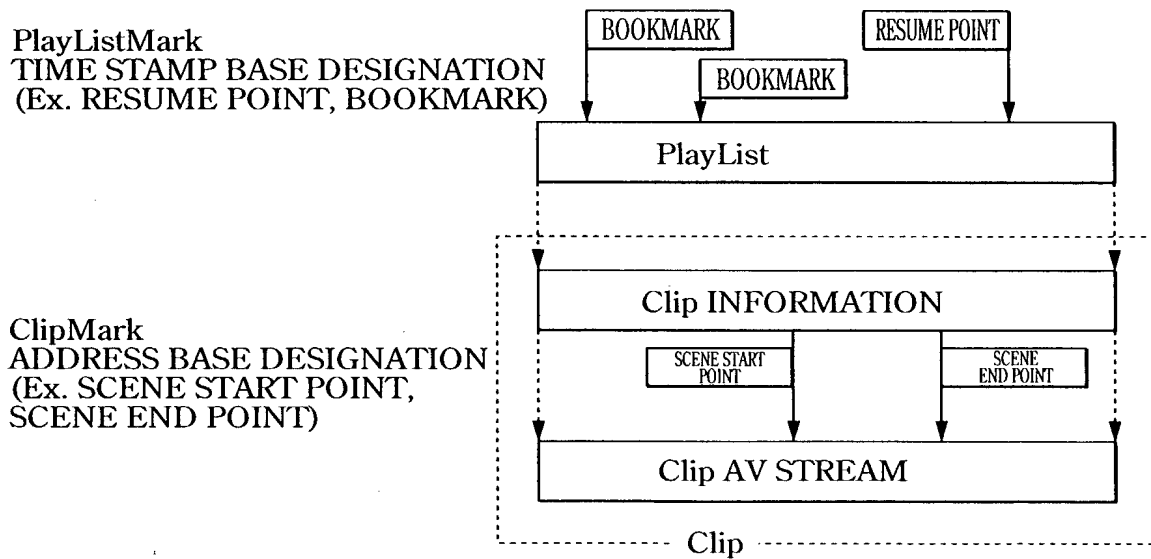 PlayListMark
TIME STAMP BASE DESIGNATION
(Ex. RESUME POINT, BOOKMARK)
BOOKMARK
RESUME POINT
BOOKMARK
PlayList
Clip INFORMATION
ClipMark
ADDRESS BASE DESIGNATION
(Ex. SCENE START POINT,
SCENE END POINT)
SCENE START
POINT
SCENE
END POINT
Clip AV STREAM
Clip